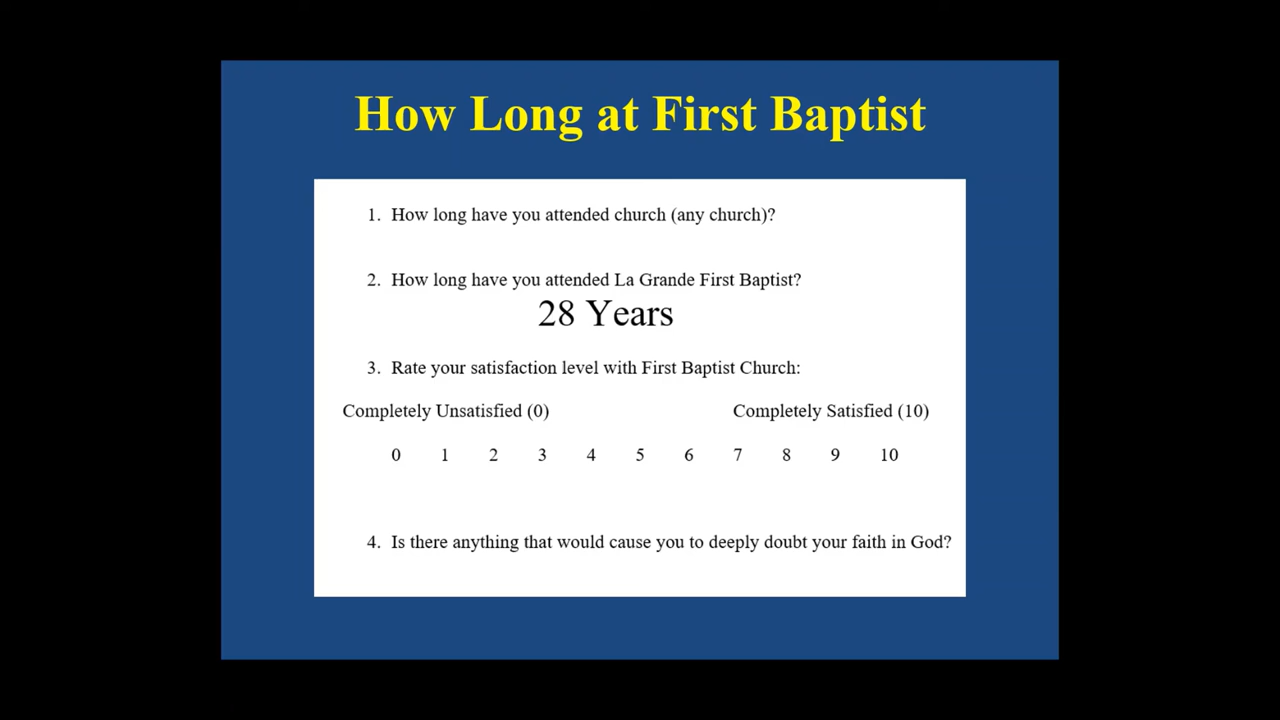 How Long at First Baptist
1. How long have you attended church (any church)?
2. How long have you attended La Grande First Baptist?
28 Years
3. Rate your satisfaction level with First Baptist Church:
Completely Unsatisfied (0) Completely Satisfied (10)
0 1 2 3 4 5 6 7 8 9 10
4. Is there anything that would cause you to deeply doubt your faith in God?